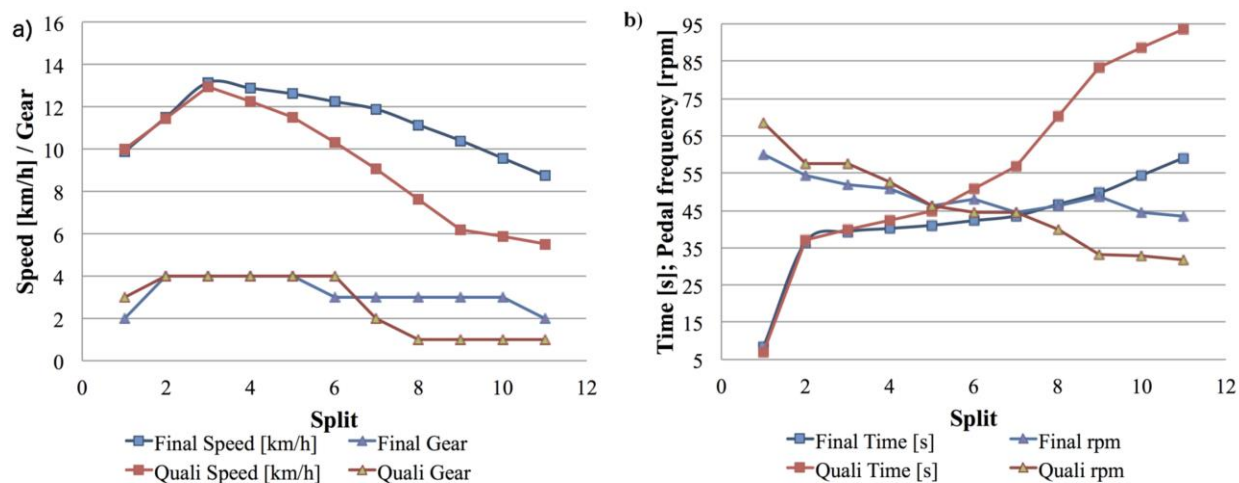 a)
Speed [km/h] / Gear
16
14
12
10
8
6
4
2
0
0 2 4 6 8 10 12
Split
Final Speed [km/h] Final Gear
Quali Speed [km/h] Quali Gear
b)
Time [s]; Pedal frequency [rpm]
95
85
75
65
55
45
35
25
15
5
0 2 4 6 8 10 12
Split
Final Time [s] Final rpm
Quali Time [s] Quali rpm